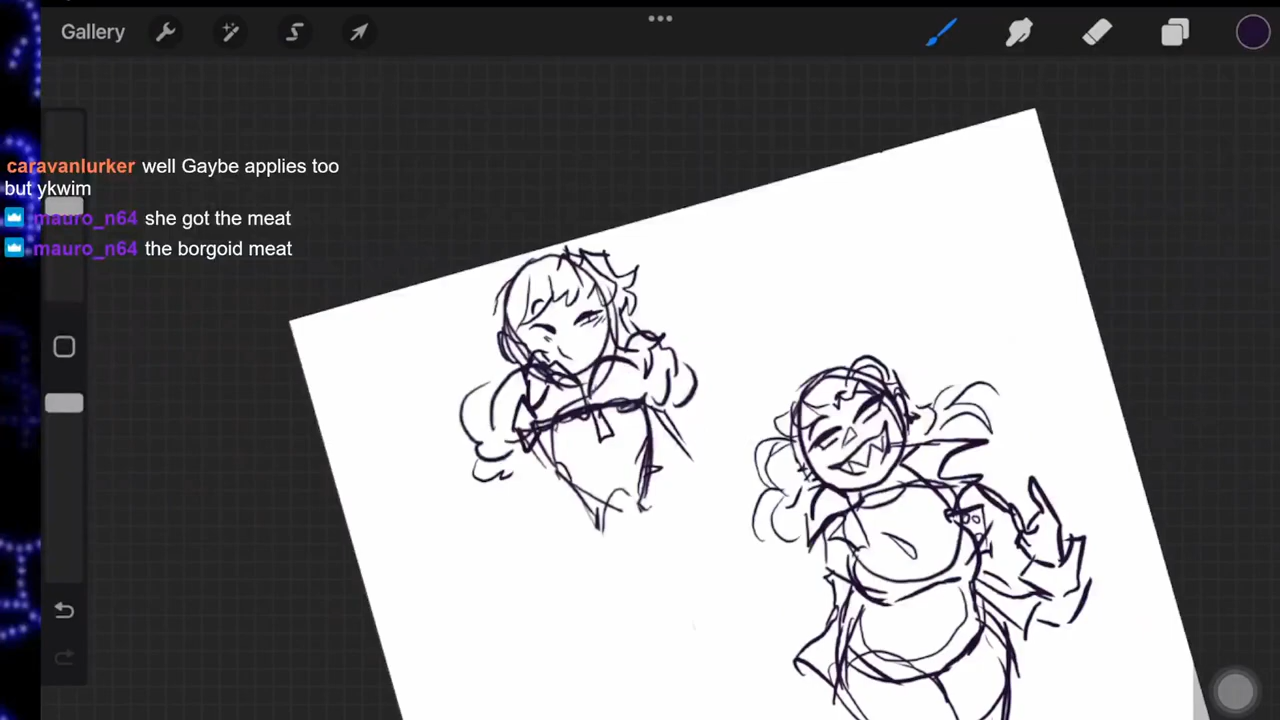 Gallery
caravanlurker well Gaybe applies too
but ykwim
mauro_n64 she got the meat
mauro_n64 the borgoid meat